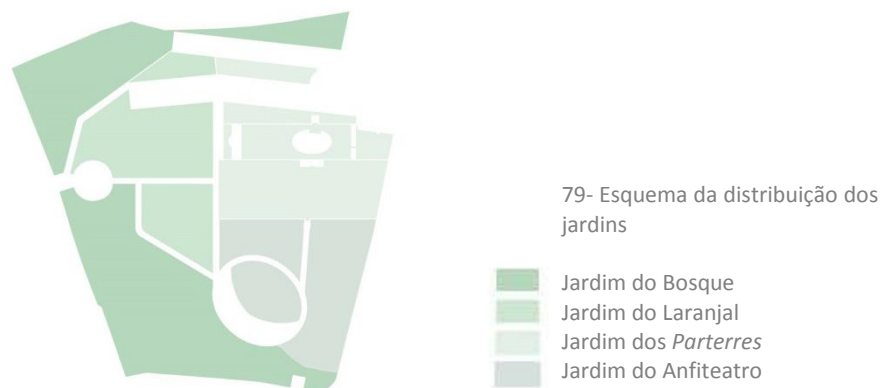 79- Esquema da distribuição dos
jardins
Jardim do Bosque
Jardim do Laranjal
Jardim dos Parterres
Jardim do Anfiteatro